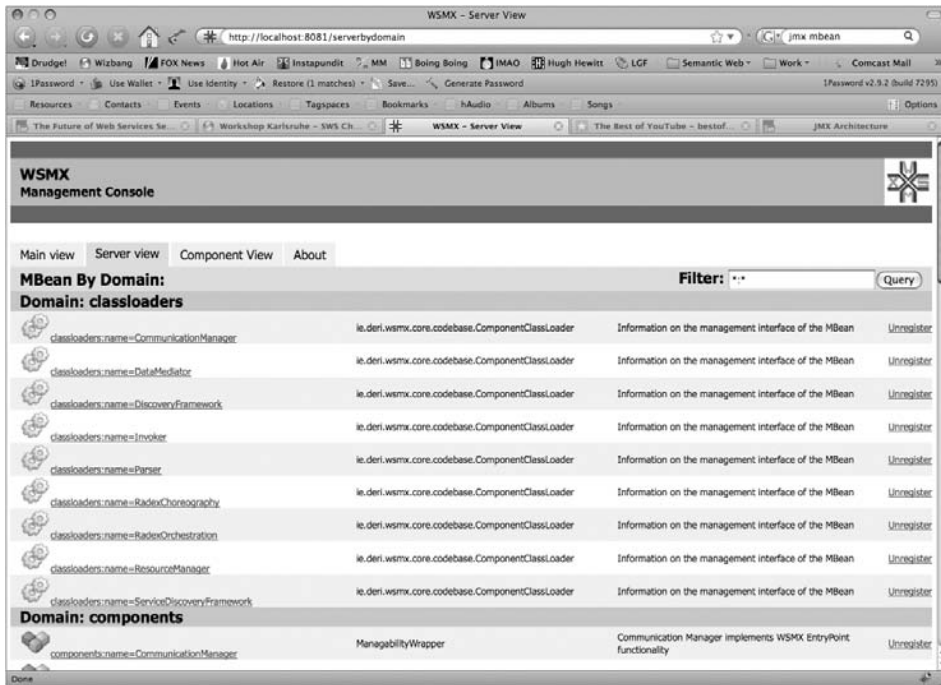 WSMX – Server View
http://localhost:8081/serverbydomain
jmx mbean
Drudge! Wizbang FOX News Hot Air Instapundit MM Boing Boing IMAO Hugh Hewitt LGF Semantic Web Work Comcast Mail
1Password Use Wallet Use Identity Restore (1 matches) Save... Generate Password 1Password v2.9.2 (build 7295)
Resources Contacts Events Locations Tagspaces Bookmarks hAudio Albums Songs Options
The Future of Web Services Se... Workshop Karlsruhe – SWS Ch... WSMX – Server View The Best of YouTube – bestof... JMX Architecture
WSMX
Management Console
Main view Server view Component View About
MBean By Domain: Filter: *:* Query
Domain: classloaders
classloaders:name=CommunicationManager ie.deri.wsmx.core.codebase.ComponentClassLoader Information on the management interface of the MBean Unregister
classloaders:name=DataMediator ie.deri.wsmx.core.codebase.ComponentClassLoader Information on the management interface of the MBean Unregister
classloaders:name=DiscoveryFramework ie.deri.wsmx.core.codebase.ComponentClassLoader Information on the management interface of the MBean Unregister
classloaders:name=Invoker ie.deri.wsmx.core.codebase.ComponentClassLoader Information on the management interface of the MBean Unregister
classloaders:name=Parser ie.deri.wsmx.core.codebase.ComponentClassLoader Information on the management interface of the MBean Unregister
classloaders:name=RadexChoreography ie.deri.wsmx.core.codebase.ComponentClassLoader Information on the management interface of the MBean Unregister
classloaders:name=RadexOrchestration ie.deri.wsmx.core.codebase.ComponentClassLoader Information on the management interface of the MBean Unregister
classloaders:name=ResourceManager ie.deri.wsmx.core.codebase.ComponentClassLoader Information on the management interface of the MBean Unregister
classloaders:name=ServiceDiscoveryFramework ie.deri.wsmx.core.codebase.ComponentClassLoader Information on the management interface of the MBean Unregister
Domain: components
components:name=CommunicationManager ManagabilityWrapper Communication Manager implements WSMX EntryPoint functionality Unregister
Done